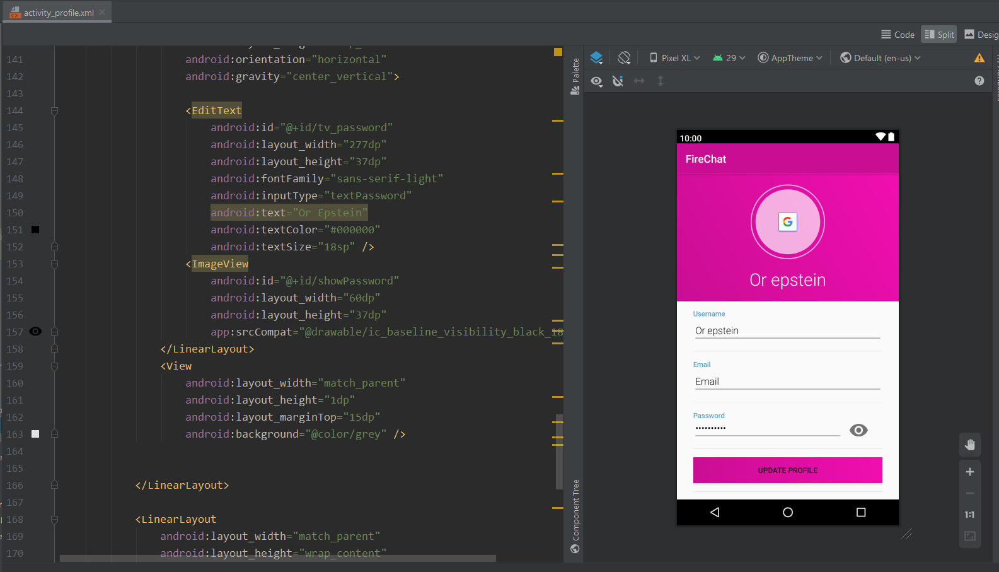 activity_profile.xml
Code Split Desig
141 android:orientation="horizontal"
142 android:gravity="center_vertical">
143
144 <EditText
145 android:id="@+id/tv_password"
146 android:layout_width="277dp"
147 android:layout_height="37dp"
148 android:fontFamily="sans-serif-light"
149 android:inputType="textPassword"
150 android:text="Or Epstein"
151 android:textColor="#000000"
152 android:textSize="18sp" />
153 <ImageView
154 android:id="@+id/showPassword"
155 android:layout_width="60dp"
156 android:layout_height="37dp"
157 app:srcCompat="@drawable/ic_baseline_visibility_black_18
158 </LinearLayout>
159 <View
160 android:layout_width="match_parent"
161 android:layout_height="1dp"
162 android:layout_marginTop="15dp"
163 android:background="@color/grey" />
164
165
166 </LinearLayout>
167
168 <LinearLayout
169 android:layout_width="match_parent"
170 android:layout_height="wrap_content"
Palette
Component Tree
Pixel XL 29 AppTheme Default (en-us)
10:00
FireChat
G
Or epstein
Username
Or epstein
Email
Email
Password
••••••••••
UPDATE PROFILE
1:1